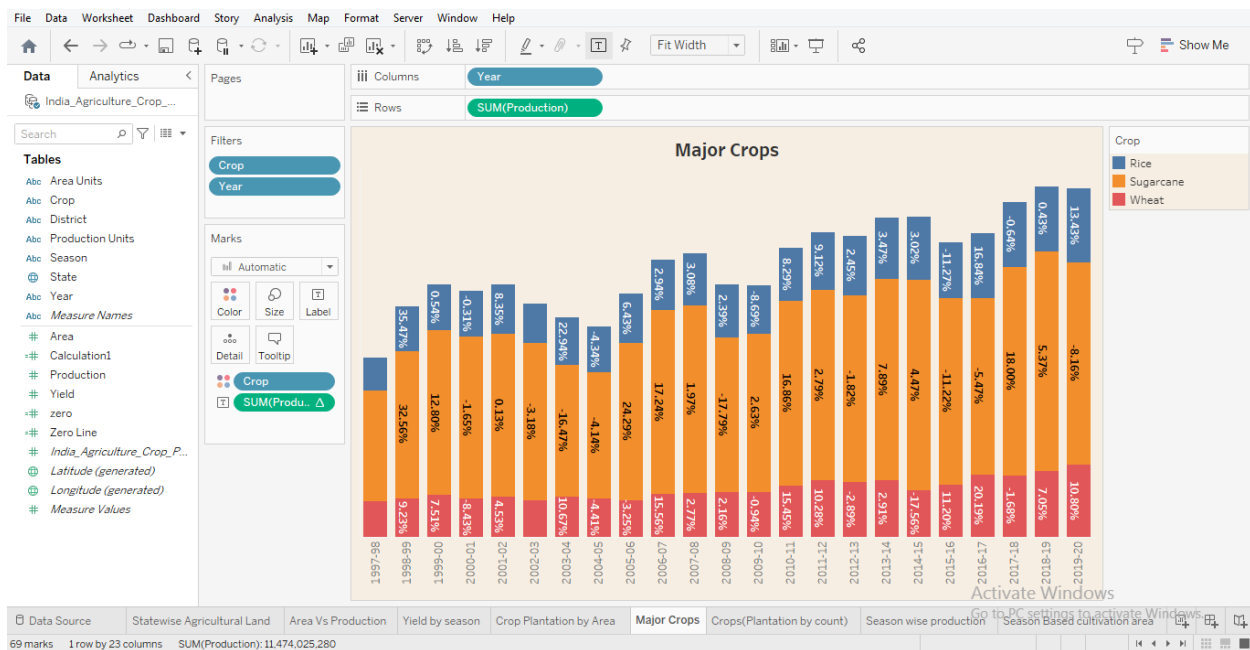 File Data Worksheet Dashboard Story Analysis Map Format Server Window Help
Fit Width
Show Me
Data Analytics
India_Agriculture_Crop_...
Search
Tables
Abc Area Units
Abc Crop
Abc District
Abc Production Units
Abc Season
State
Abc Year
Abc Measure Names
# Area
=# Calculation1
# Production
# Yield
=# zero
=# Zero Line
# India_Agriculture_Crop_P...
Latitude (generated)
Longitude (generated)
# Measure Values
Pages
Filters
Crop
Year
Marks
Automatic
Color Size Label
Detail Tooltip
Crop
SUM(Produ.. Δ
Columns Year
Rows SUM(Production)
Major Crops
35.47% 0.54% -0.31% 8.35% 22.94% -4.34% 6.43% 2.94% 3.08% 2.39% -8.69% 8.29% 9.12% 2.45% 3.47% 3.02% -11.27% 16.84% -0.64% 0.43% 13.43%
32.56% 12.80% -1.65% 0.13% -3.18% -16.47% -4.14% 24.29% 17.24% 1.97% -17.79% 2.63% 16.86% 2.79% -1.82% 7.89% 4.47% -11.22% -5.47% 18.00% 5.37% -8.16%
9.23% 7.51% -8.43% 4.53% 10.67% -4.41% -3.25% 15.56% 2.77% 2.16% -0.94% 15.45% 10.28% -2.89% 2.91% -17.56% 11.20% 20.19% -1.68% 7.05% 10.80%
1997-98 1998-99 1999-00 2000-01 2001-02 2002-03 2003-04 2004-05 2005-06 2006-07 2007-08 2008-09 2009-10 2010-11 2011-12 2012-13 2013-14 2014-15 2015-16 2016-17 2017-18 2018-19 2019-20
Crop
Rice
Sugarcane
Wheat
Activate Windows
Go to PC settings to activate Windows.
Data Source Statewise Agricultural Land Area Vs Production Yield by season Crop Plantation by Area Major Crops Crops(Plantation by count) Season wise production Season Based cultivation area
69 marks 1 row by 23 columns SUM(Production): 11,474,025,280